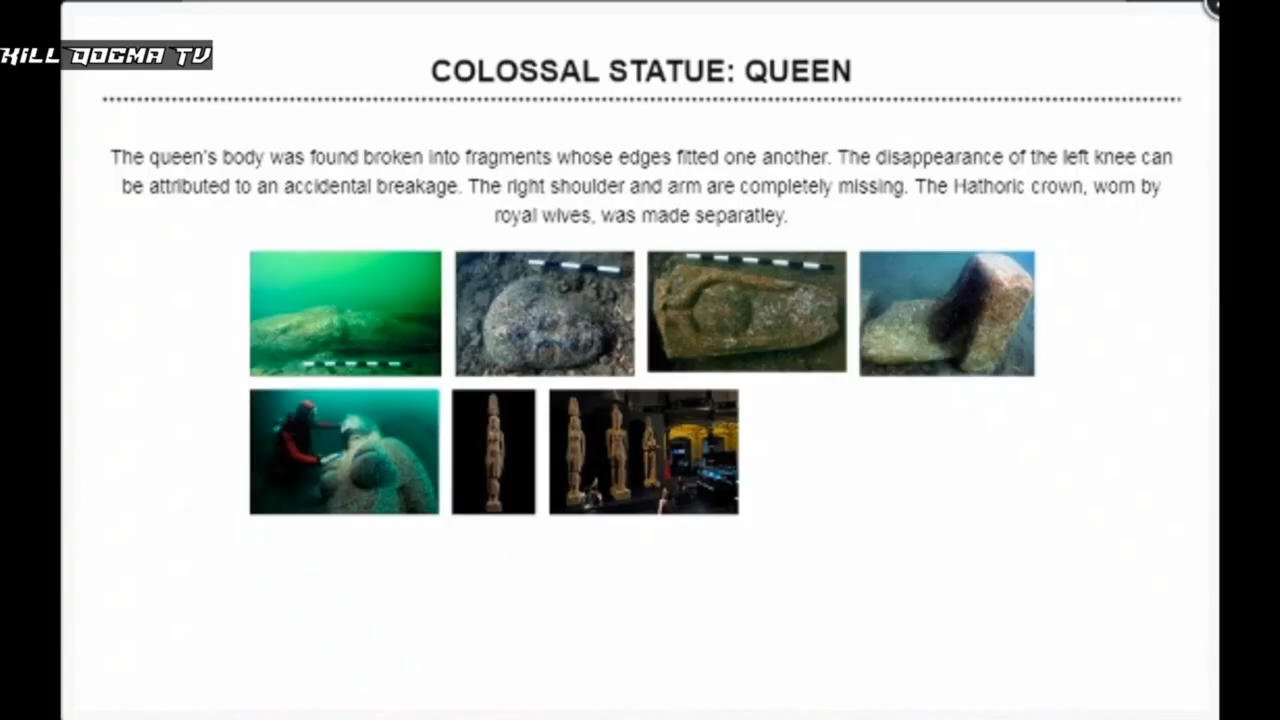 KILL DOGMA TV
COLOSSAL STATUE: QUEEN
The queen's body was found broken into fragments whose edges fitted one another. The disappearance of the left knee can
be attributed to an accidental breakage. The right shoulder and arm are completely missing. The Hathoric crown, worn by
royal wives, was made separatley.